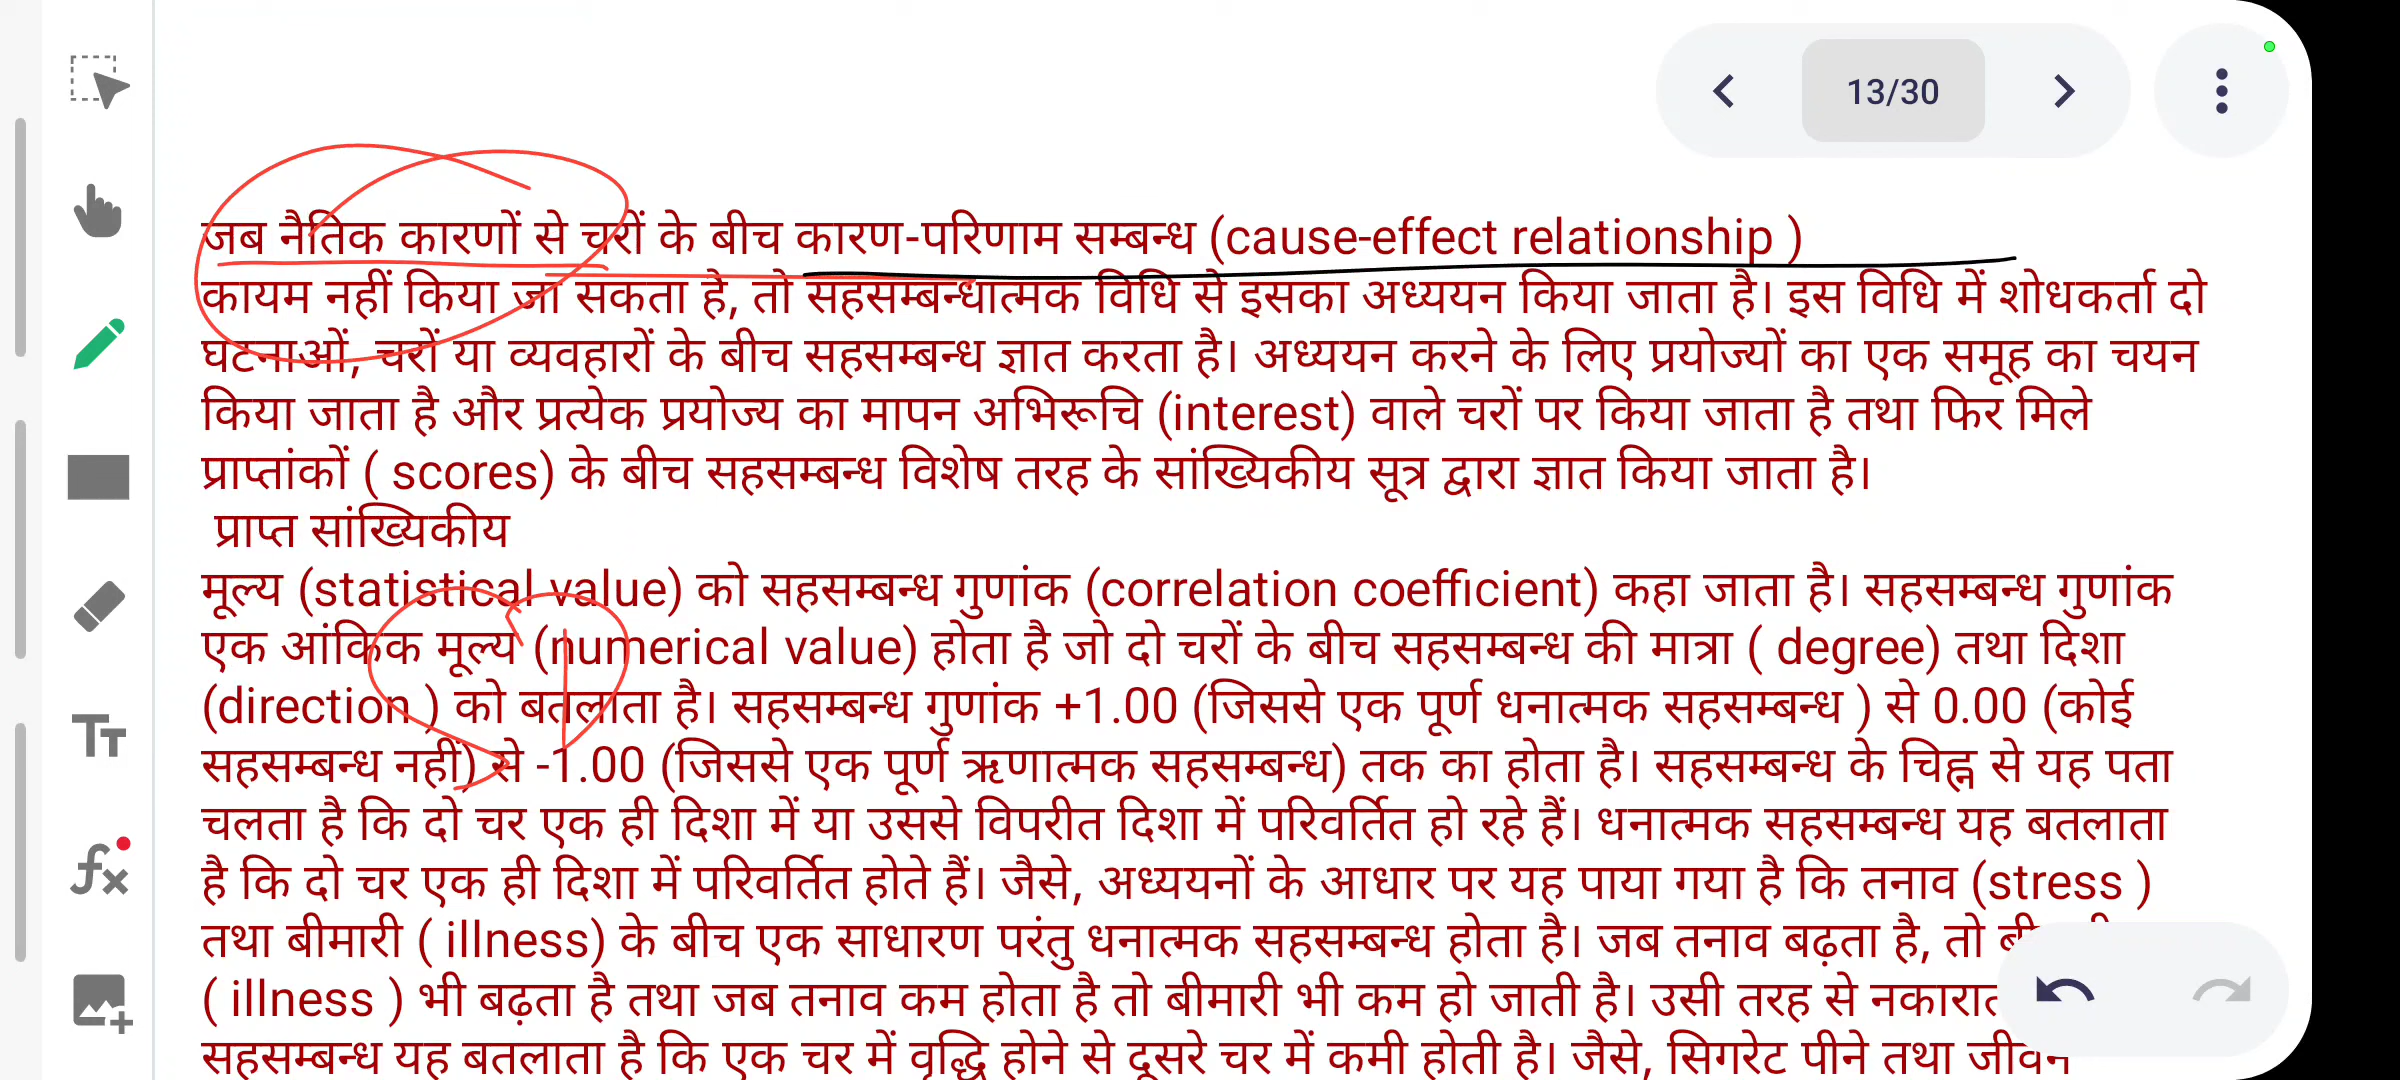 13/30
जब नैतिक कारणों से चरों के बीच कारण-परिणाम सम्बन्ध (cause-effect relationship )
कायम नहीं किया जा सकता है, तो सहसम्बन्धात्मक विधि से इसका अध्ययन किया जाता है। इस विधि में शोधकर्ता दो
घटनाओं, चरों या व्यवहारों के बीच सहसम्बन्ध ज्ञात करता है। अध्ययन करने के लिए प्रयोज्यों का एक समूह का चयन
किया जाता है और प्रत्येक प्रयोज्य का मापन अभिरूचि (interest) वाले चरों पर किया जाता है तथा फिर मिले
प्राप्तांकों ( scores) के बीच सहसम्बन्ध विशेष तरह के सांख्यिकीय सूत्र द्वारा ज्ञात किया जाता है।
प्राप्त सांख्यिकीय
मूल्य (statistical value) को सहसम्बन्ध गुणांक (correlation coefficient) कहा जाता है। सहसम्बन्ध गुणांक
एक आंकिक मूल्य (numerical value) होता है जो दो चरों के बीच सहसम्बन्ध की मात्रा ( degree) तथा दिशा
(direction ) को बतलाता है। सहसम्बन्ध गुणांक +1.00 (जिससे एक पूर्ण धनात्मक सहसम्बन्ध ) से 0.00 (कोई
सहसम्बन्ध नहीं) से -1.00 (जिससे एक पूर्ण ऋणात्मक सहसम्बन्ध) तक का होता है। सहसम्बन्ध के चिह्न से यह पता
चलता है कि दो चर एक ही दिशा में या उससे विपरीत दिशा में परिवर्तित हो रहे हैं। धनात्मक सहसम्बन्ध यह बतलाता
है कि दो चर एक ही दिशा में परिवर्तित होते हैं। जैसे, अध्ययनों के आधार पर यह पाया गया है कि तनाव (stress )
तथा बीमारी ( illness) के बीच एक साधारण परंतु धनात्मक सहसम्बन्ध होता है। जब तनाव बढ़ता है, तो
( illness ) भी बढ़ता है तथा जब तनाव कम होता है तो बीमारी भी कम हो जाती है। उसी तरह से
सहसम्बन्ध यह बतलाता है कि एक चर में वृद्धि होने से दूसरे चर में कमी होती है। जैसे, सिगरेट पीने तथा जीवन
Tт
fx